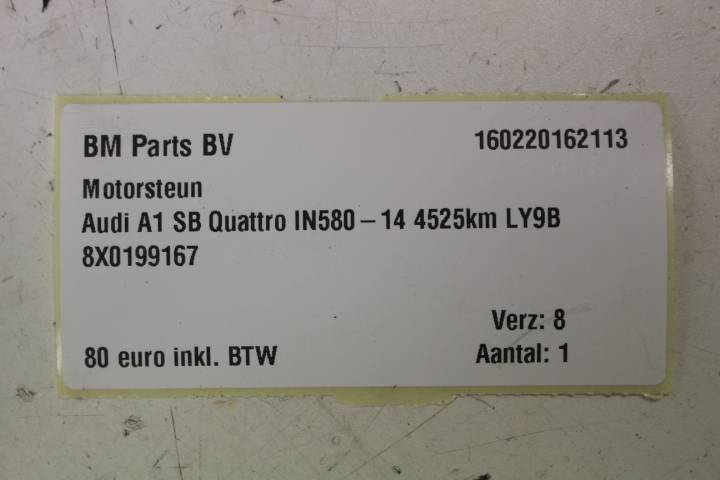 BM Parts BV 160220162113
Motorsteun
Audi A1 SB Quattro IN580-14 4525km LY9B
8X0199167
Verz: 8
80 euro inkl. BTW Aantal: 1